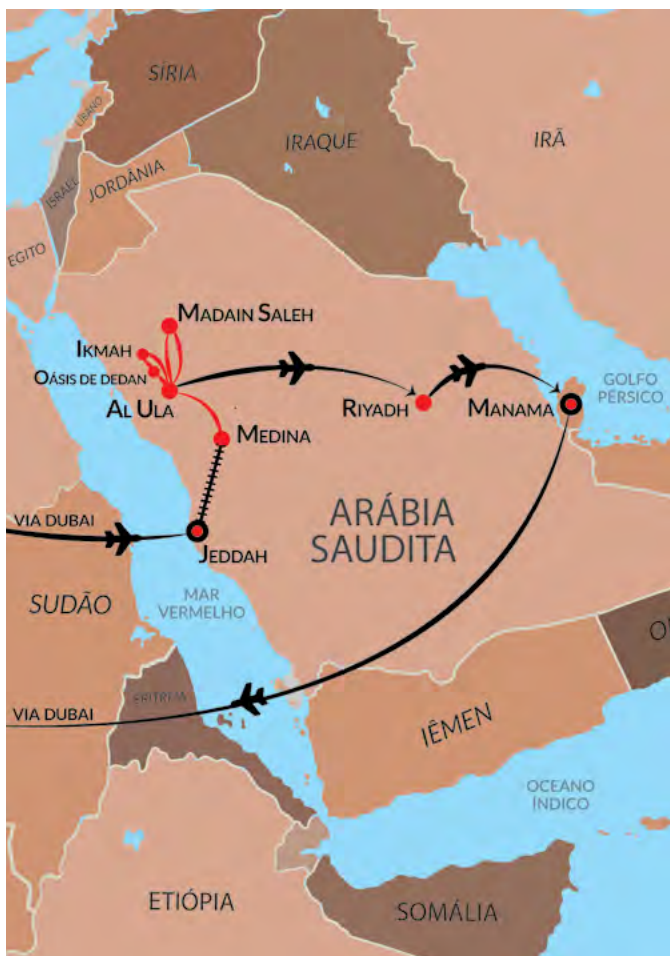 SÍRIA
LÍBANO
IRAQUE
IRÃ
ISRAEL
JORDÂNIA
EGITO
MADAIN SALEH
IKMAH
OÁSIS DE DEDAN
AL ULA
RIYADH
MANAMA
GOLFO
PÉRSICO
MEDINA
ARÁBIA
SAUDITA
VIA DUBAI
JEDDAH
MAR
VERMELHO
SUDÃO
ERITREIA
VIA DUBAI
IÊMEN
OCEANO
ÍNDICO
ETIÓPIA
SOMÁLIA